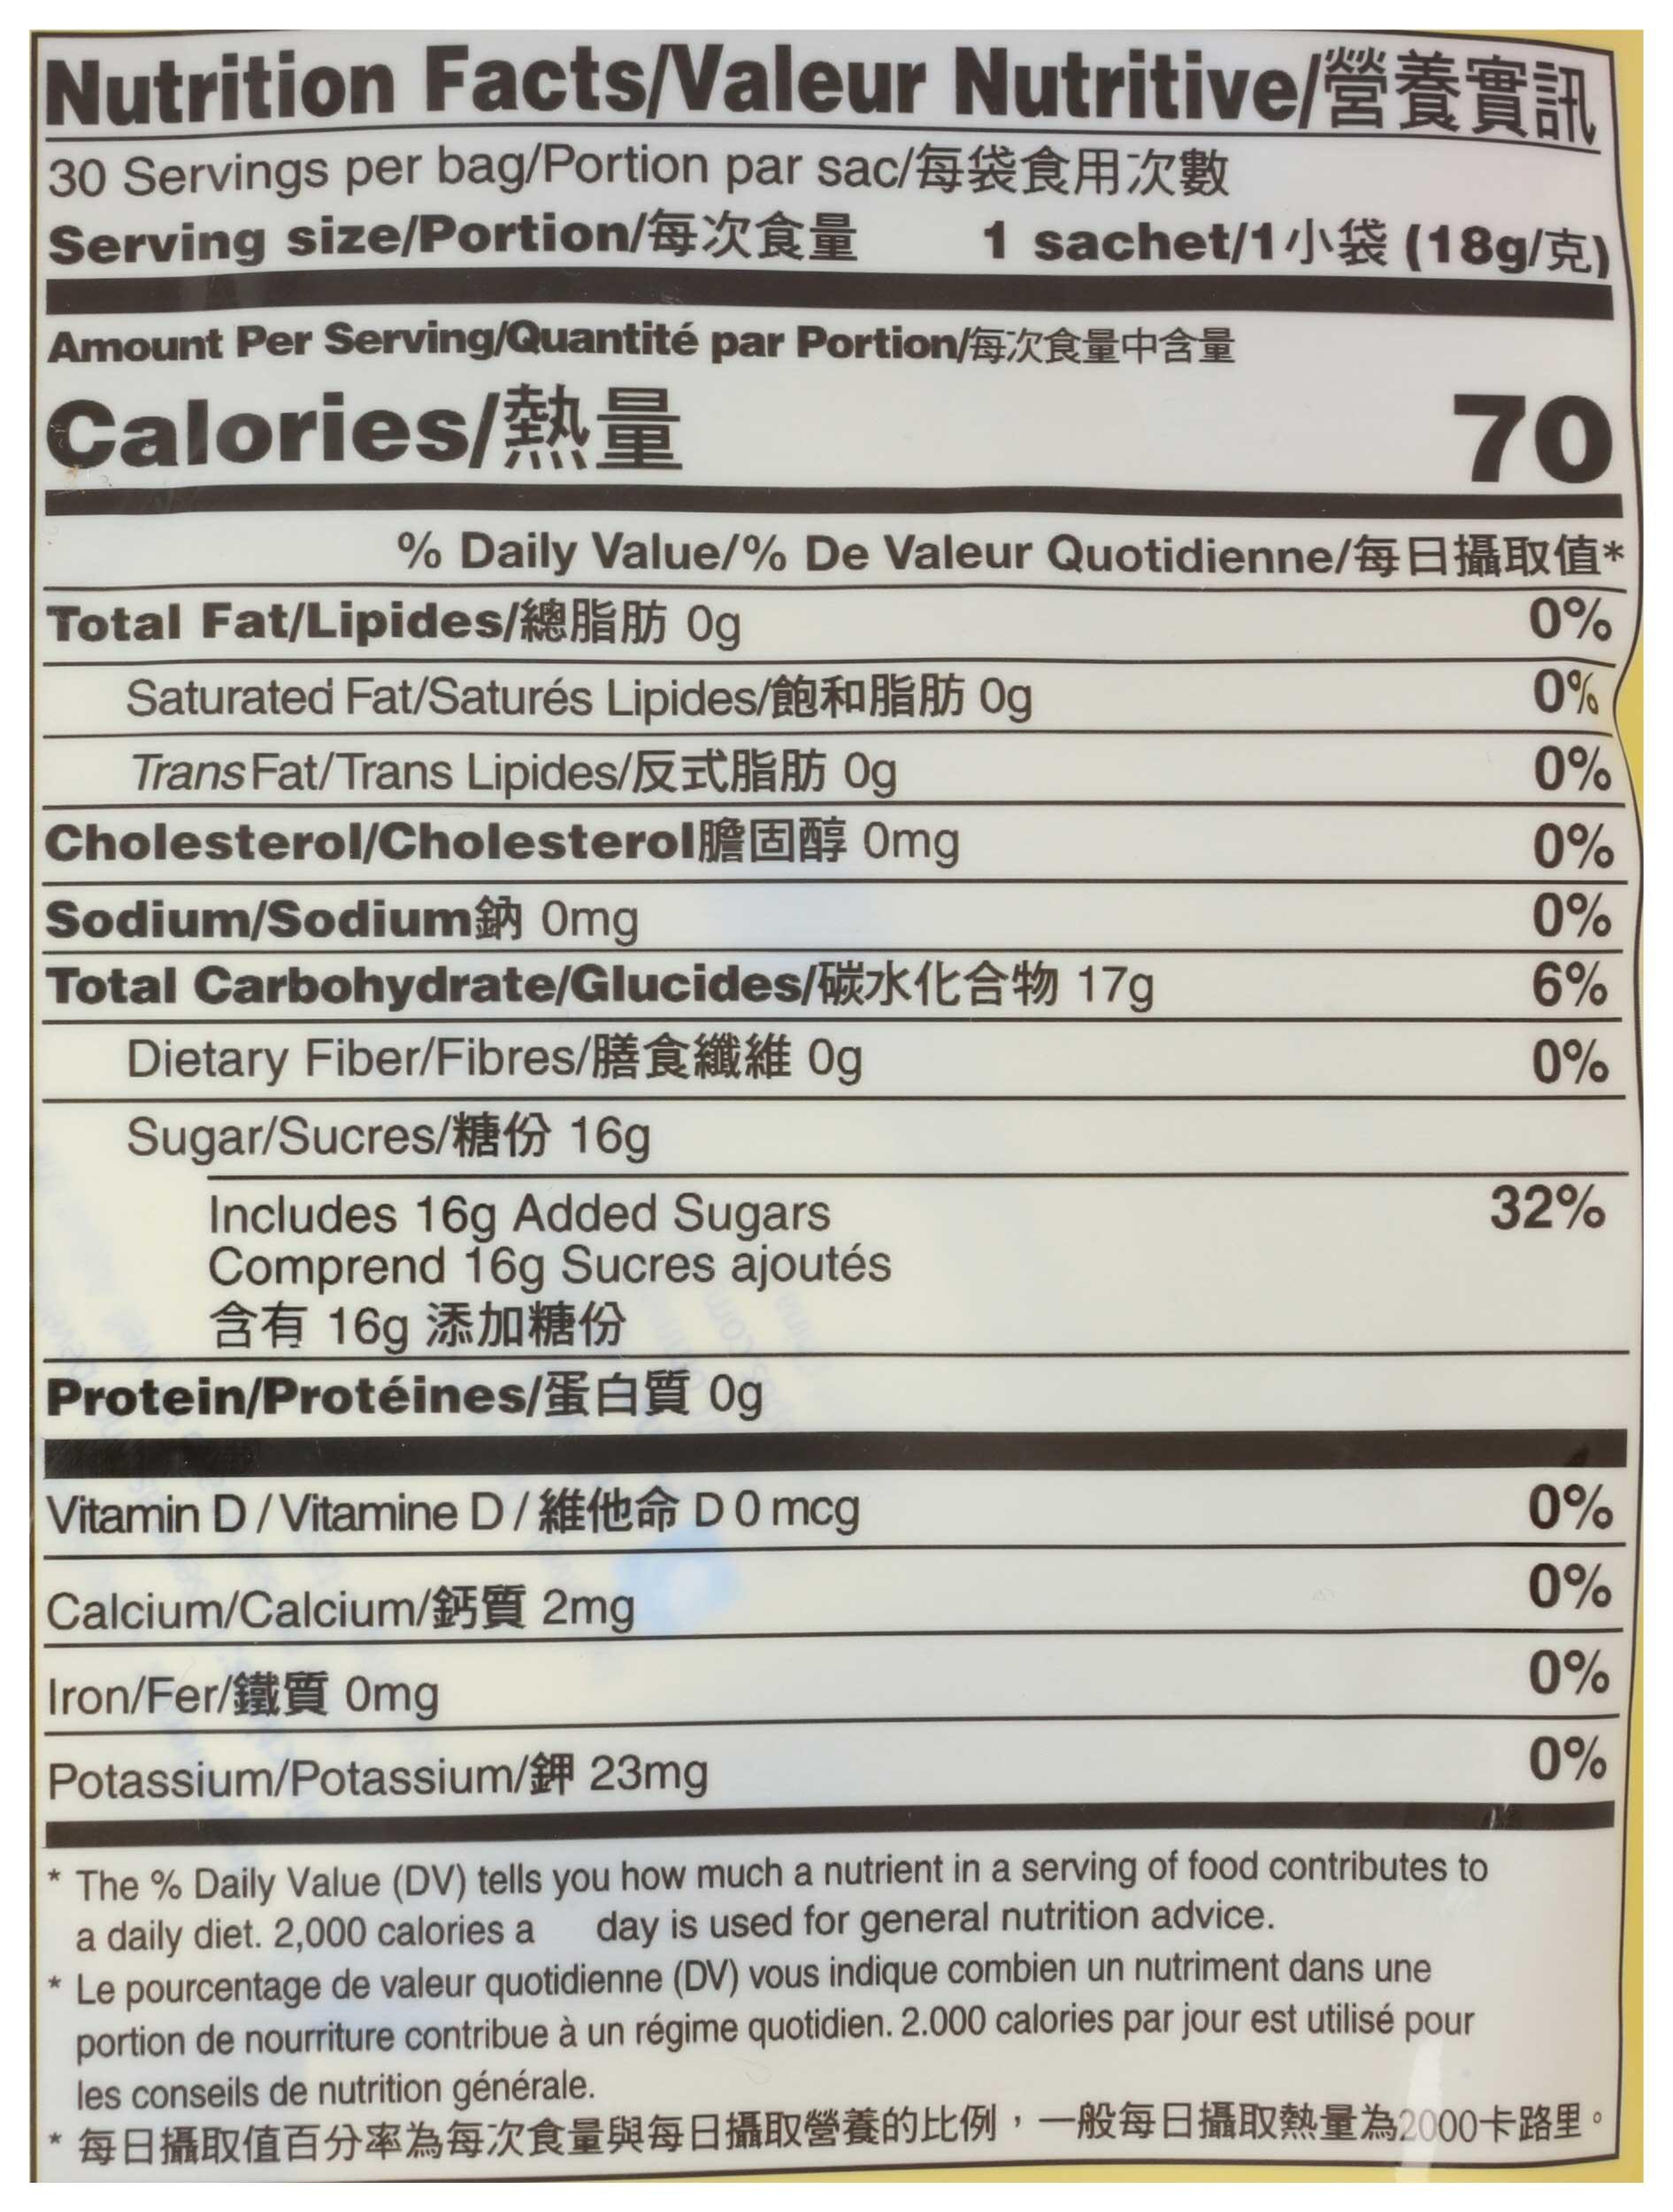 Nutrition Facts/Valeur Nutritive/營養實訊
30 Servings per bag/Portion par sac/每袋食用次數
Serving size/Portion/每次食量 1 sachet/1小袋 (18g/克)
Amount Per Serving/Quantité par Portion/每次食量中含量
Calories/熱量 70
% Daily Value/% De Valeur Quotidienne/每日攝取值*
Total Fat/Lipides/總脂肪 0g 0%
Saturated Fat/Saturés Lipides/飽和脂肪 0g 0%
Trans Fat/Trans Lipides/反式脂肪 0g 0%
Cholesterol/Cholesterol膽固醇 0mg 0%
Sodium/Sodium鈉 0mg 0%
Total Carbohydrate/Glucides/碳水化合物 17g 6%
Dietary Fiber/Fibres/膳食纖維 0g 0%
Sugar/Sucres/糖份 16g
Includes 16g Added Sugars 32%
Comprend 16g Sucres ajoutés
含有 16g 添加糖份
Protein/Protéines/蛋白質 0g
Vitamin D / Vitamine D / 維他命 D 0 mcg 0%
Calcium/Calcium/鈣質 2mg 0%
Iron/Fer/鐵質 0mg 0%
Potassium/Potassium/鉀 23mg 0%
* The % Daily Value (DV) tells you how much a nutrient in a serving of food contributes to
a daily diet. 2,000 calories a day is used for general nutrition advice.
* Le pourcentage de valeur quotidienne (DV) vous indique combien un nutriment dans une
portion de nourriture contribue à un régime quotidien. 2.000 calories par jour est utilisé pour
les conseils de nutrition générale.
* 每日攝取值百分率為每次食量與每日攝取營養的比例，一般每日攝取熱量為2000卡路里。